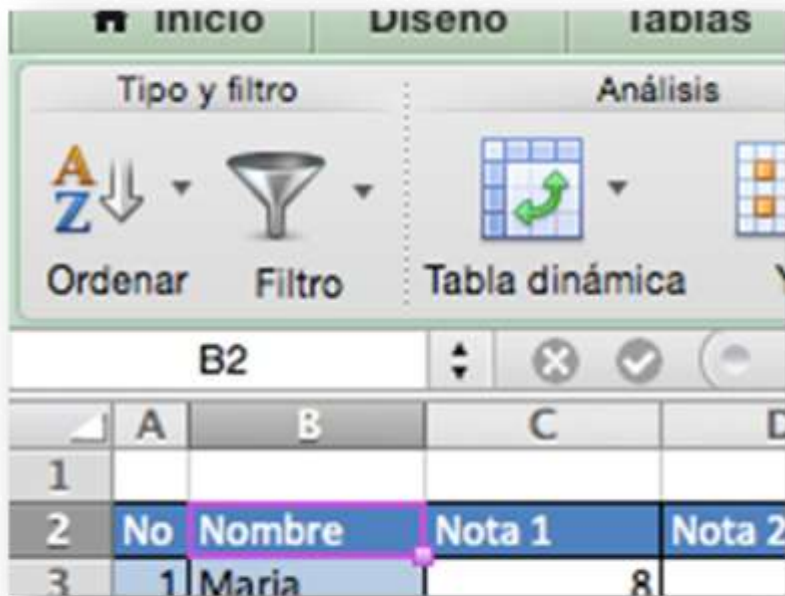 Inicio Diseño Tablas
Tipo y filtro Análisis
A
Z
Ordenar Filtro Tabla dinámica
B2
A B C D
1
2 No Nombre Nota 1 Nota 2
3 1 Maria 8